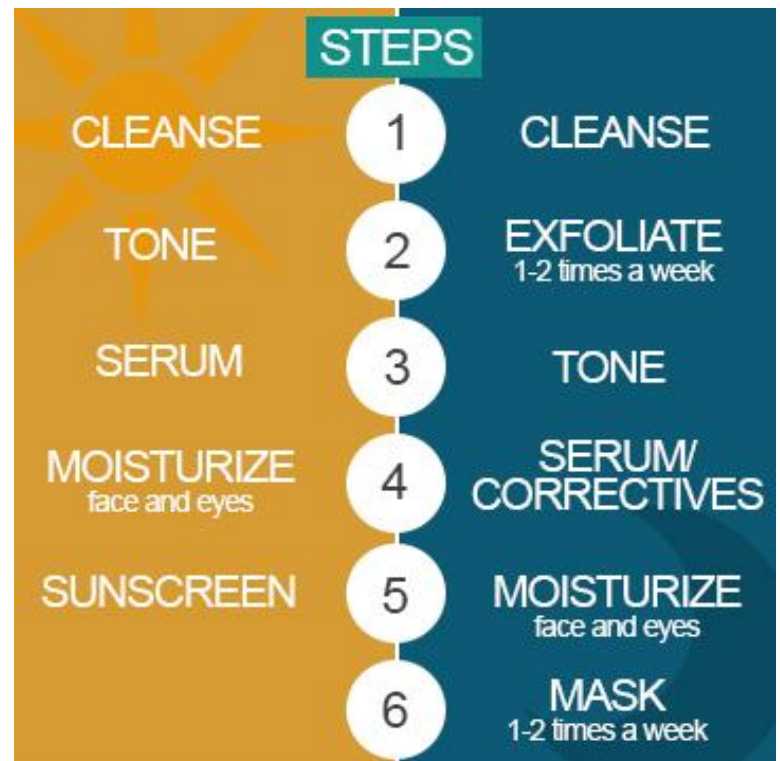 STEPS
CLEANSE 1 CLEANSE
TONE 2 EXFOLIATE
1-2 times a week
SERUM 3 TONE
MOISTURIZE
face and eyes
4
SERUM/
CORRECTIVES
SUNSCREEN 5 MOISTURIZE
face and eyes
6 MASK
1-2 times a week